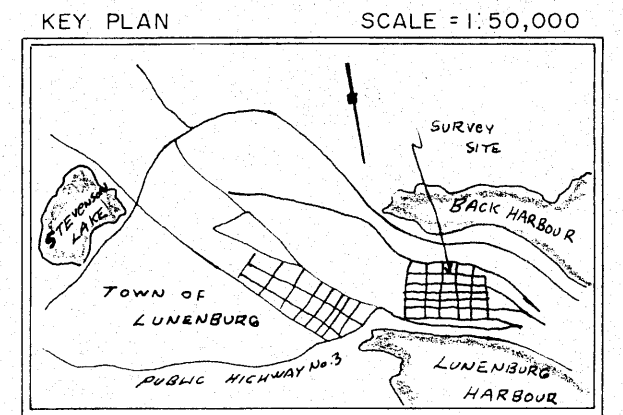 KEY PLAN SCALE = 1:50,000
SURVEY
SITE
STEVENSON
LAKE
BACK HARBOUR
TOWN OF
LUNENBURG
PUBLIC HIGHWAY No. 3
LUNENBURG
HARBOUR